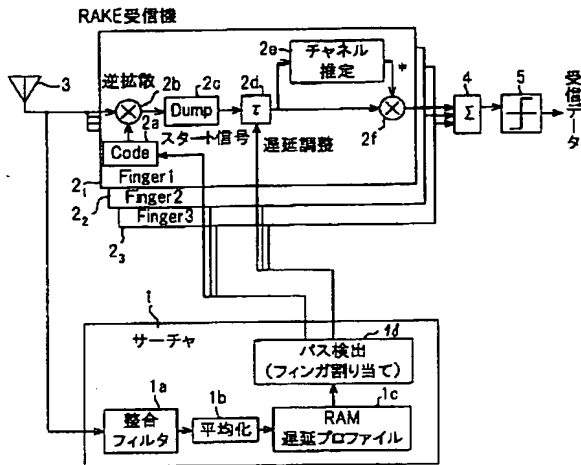 RAKE受信機
3
逆拡散
2b
2c
2d
2e
チャネル
推定
*
Dump
τ
2f
4
Σ
5
受信データ
2a
スタート信号
Code
遅延調整
Finger1
2₁
Finger2
2₂
Finger3
2₃
1
サーチャ
1d
パス検出
(フィンガ割り当て)
1a
整合
フィルタ
1b
平均化
1c
RAM
遅延プロファイル